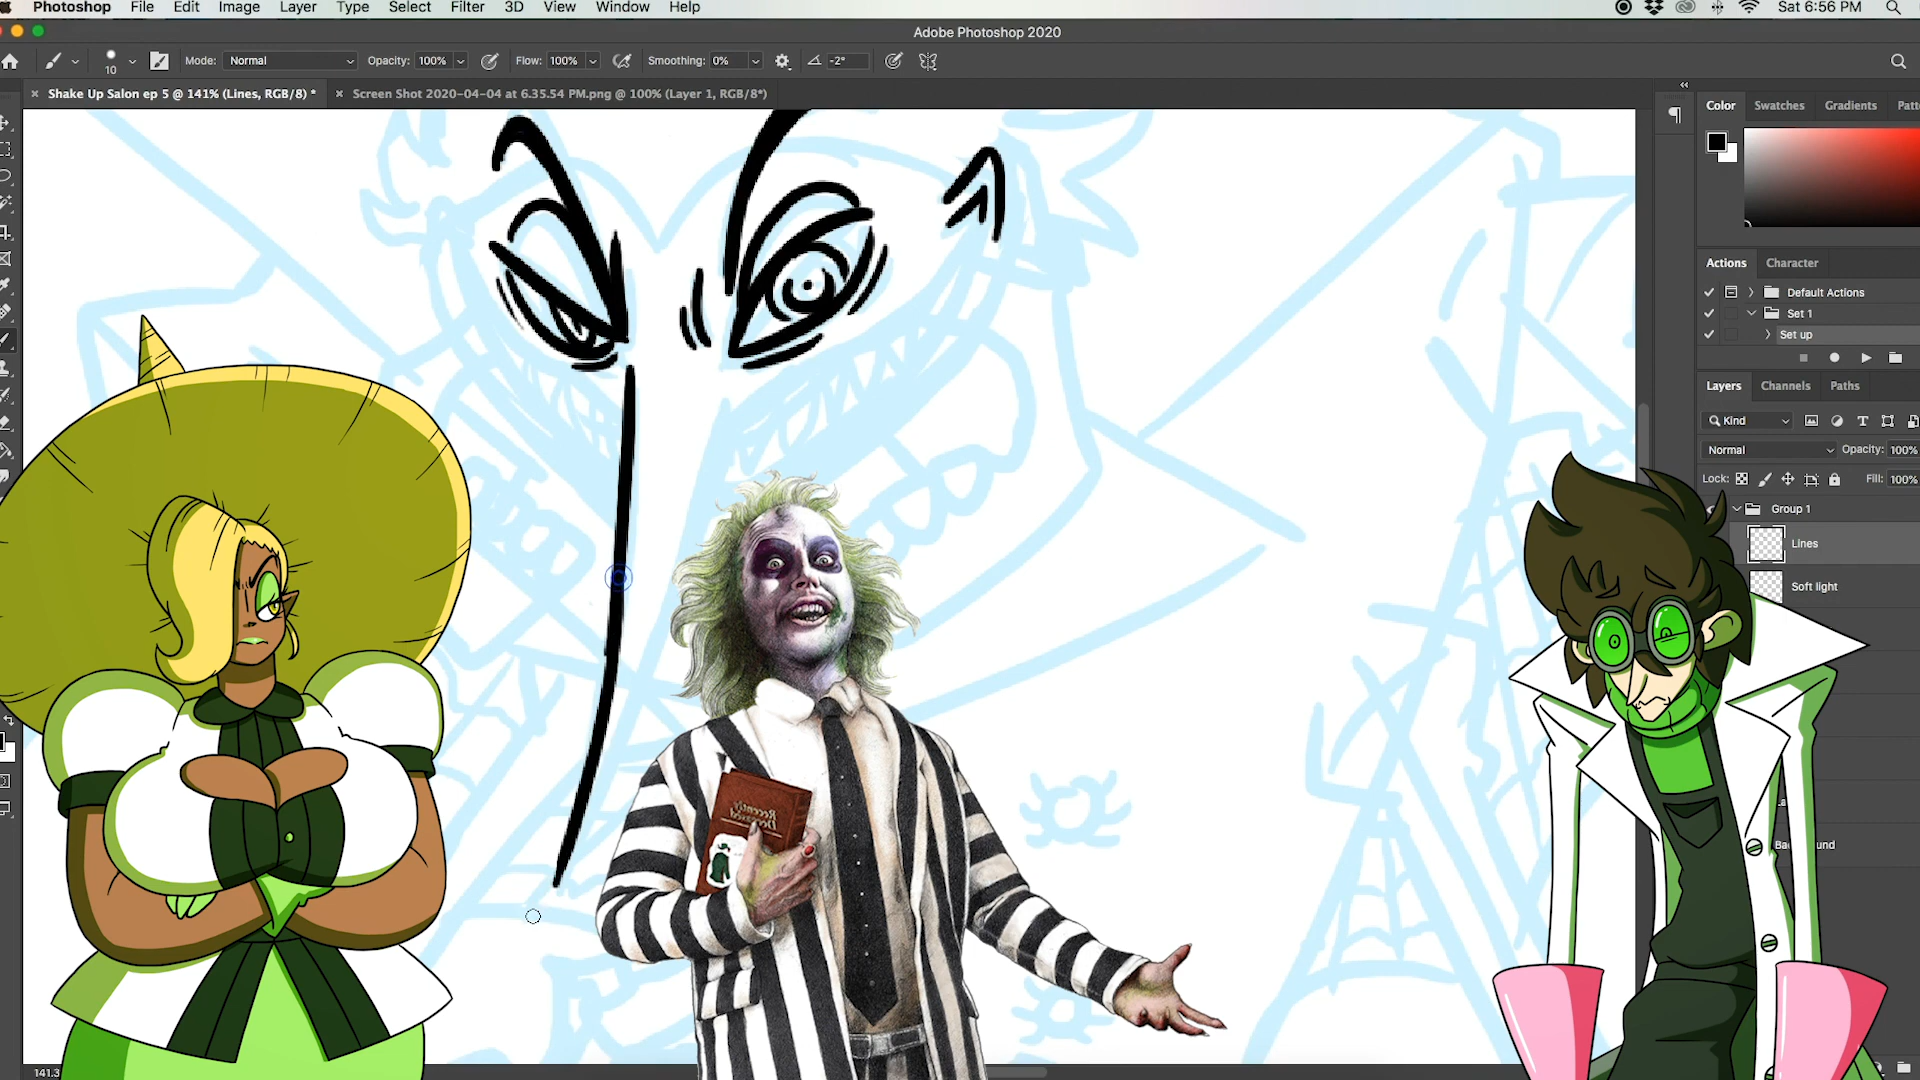 Photoshop File Edit Image Layer Type Select Filter 3D View Window Help Sat 6:56 PM
Adobe Photoshop 2020
10 Mode: Normal Opacity: 100% Flow: 100% Smoothing: 0% -2°
Shake Up Salon ep 5 @ 141% (Lines, RGB/8) * Screen Shot 2020-04-04 at 6.35.54 PM.png @ 100% (Layer 1, RGB/8*)
Color Swatches Gradients Patt
Actions Character
Default Actions
Set 1
Set up
Layers Channels Paths
Kind
Normal Opacity: 100%
Lock: Fill: 100%
Group 1
Lines
Soft light
Recently
Deceased
141.3